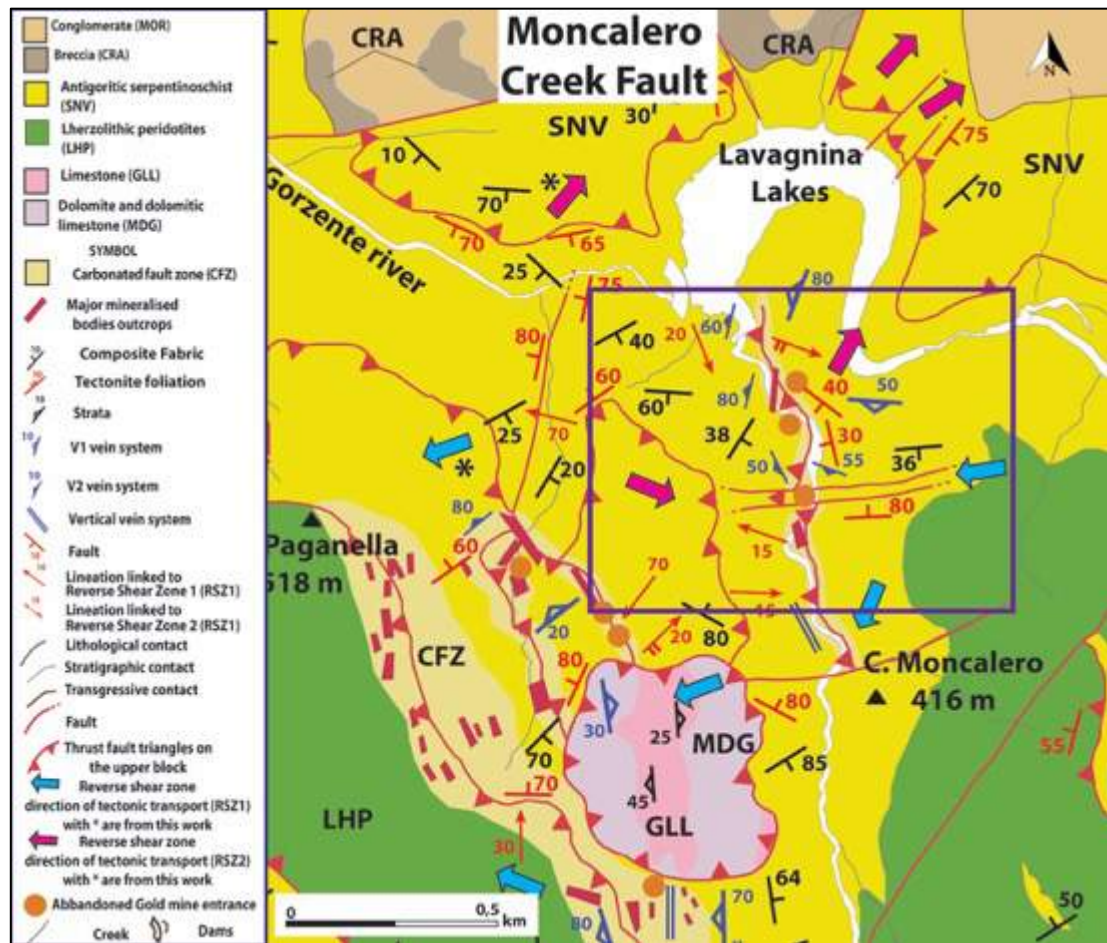 Conglomerate (MOR)
Breccia (CRA)
Antigoritic serpentinoschist
(SNV)
Lherzolithic peridotites
(LHP)
Limestone (GLL)
Dolomite and dolomitic
limestone (MDG)
SYMBOL
Carbonated fault zone (CFZ)
Major mineralised
bodies outcrops
10
Composite Fabric
10
Tectonite foliation
10
Strata
10
V1 vein system
10
V2 vein system
Vertical vein system
10
Fault
10
Lineation linked to
Reverse Shear Zone 1 (RSZ1)
10
Lineation linked to
Reverse Shear Zone 2 (RSZ1)
Lithological contact
Stratigraphic contact
Transgressive contact
Fault
Thrust fault triangles on
the upper block
Reverse shear zone
direction of tectonic transport (RSZ1)
with * are from this work
Reverse shear zone
direction of tectonic transport (RSZ2)
with * are from this work
Abbandoned Gold mine entrance
Creek Dams
Moncalero
Creek Fault
CRA
CRA
N
SNV
30
75
10
Lavagnina
Lakes
SNV
70
*
70
Gorzente river
70
65
25
75
80
80
60
20
40
60
40
50
60
80
38
30
25
70
20
50
55
36
*
80
80
Paganella
618 m
60
15
70
15
20
20
80
C. Moncalero
416 m
CFZ
80
30
25
MDG
80
70
85
55
70
45
GLL
LHP
30
64
70
50
80
0 0,5
km